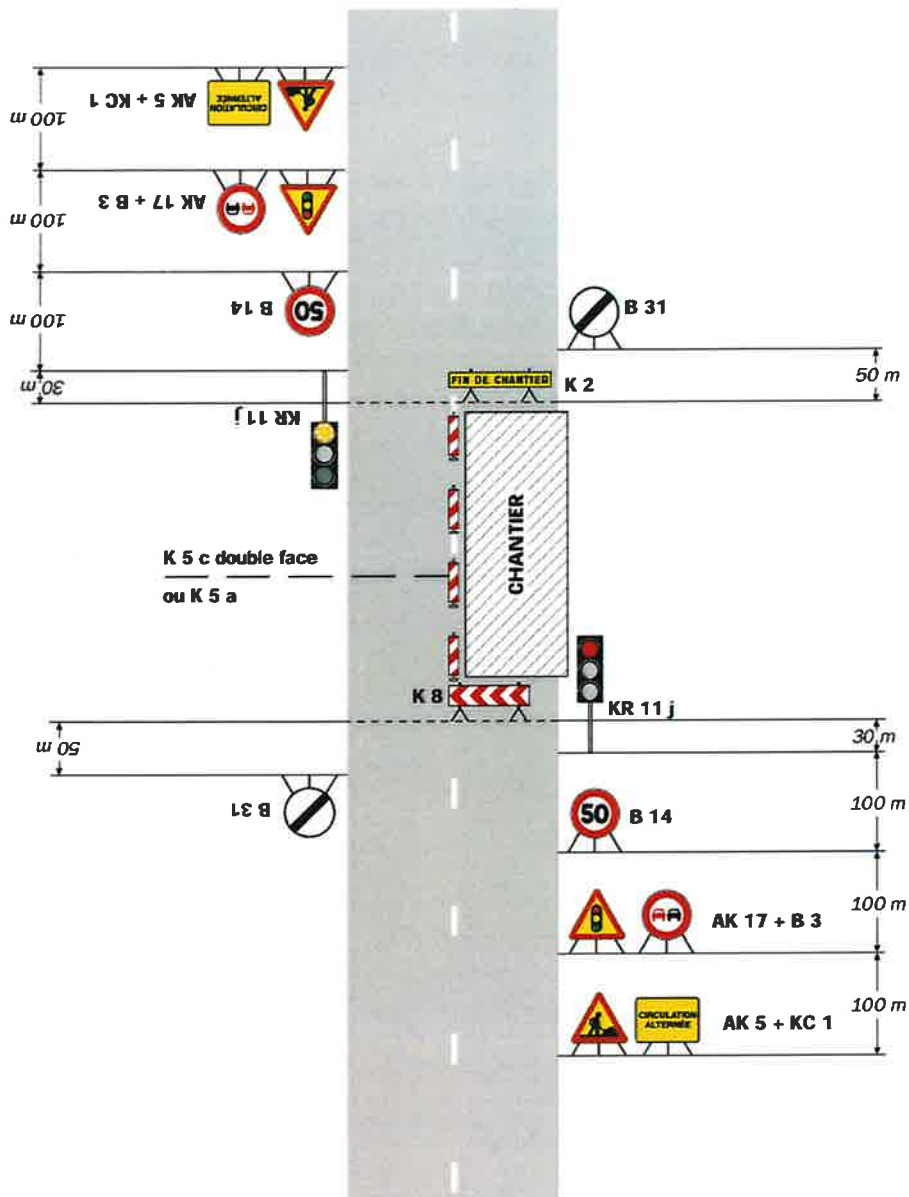 AK 5 + KC 1
CIRCULATION
ALTERNÉE
100 m
AK 17 + B 3
100 m
B 14
50
100 m
KR 11 j
30 m
B 31
50 m
FIN DE CHANTIER
K 2
CHANTIER
K 5 c double face
ou K 5 a
K 8
KR 11 j
30 m
50 m
B 31
50
B 14
100 m
AK 17 + B 3
100 m
CIRCULATION
ALTERNÉE
AK 5 + KC 1
100 m